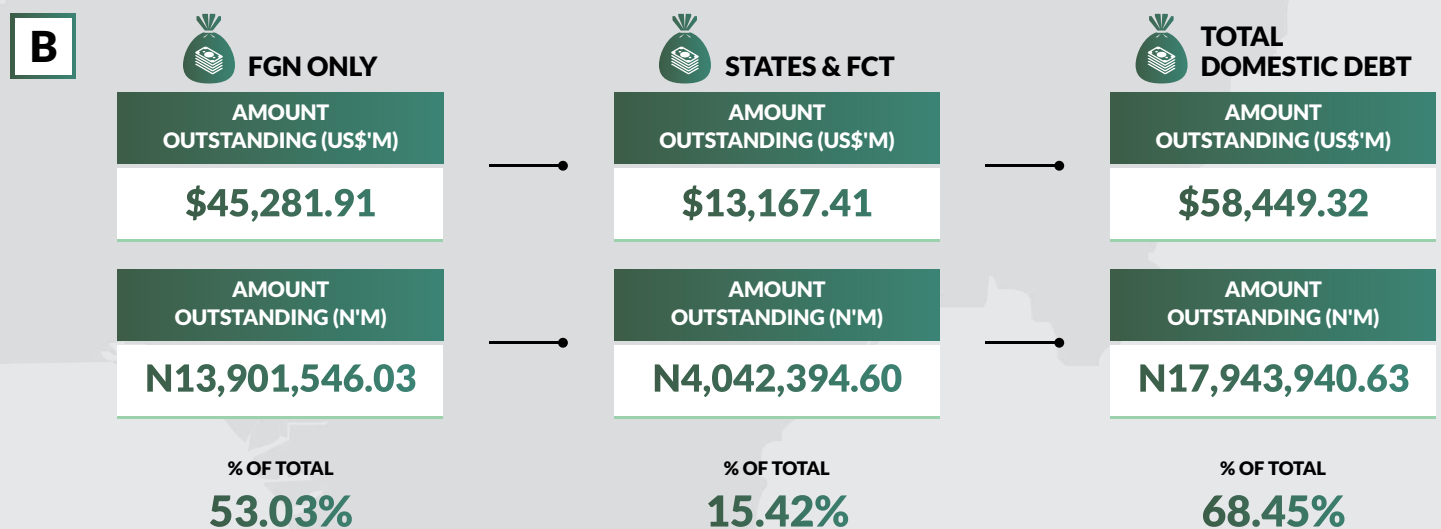 B
FGN ONLY
AMOUNT
OUTSTANDING (US$'M)
$45,281.91
AMOUNT
OUTSTANDING (N'M)
N13,901,546.03
% OF TOTAL
53.03%
STATES & FCT
AMOUNT
OUTSTANDING (US$'M)
$13,167.41
AMOUNT
OUTSTANDING (N'M)
N4,042,394.60
% OF TOTAL
15.42%
TOTAL
DOMESTIC DEBT
AMOUNT
OUTSTANDING (US$'M)
$58,449.32
AMOUNT
OUTSTANDING (N'M)
N17,943,940.63
% OF TOTAL
68.45%